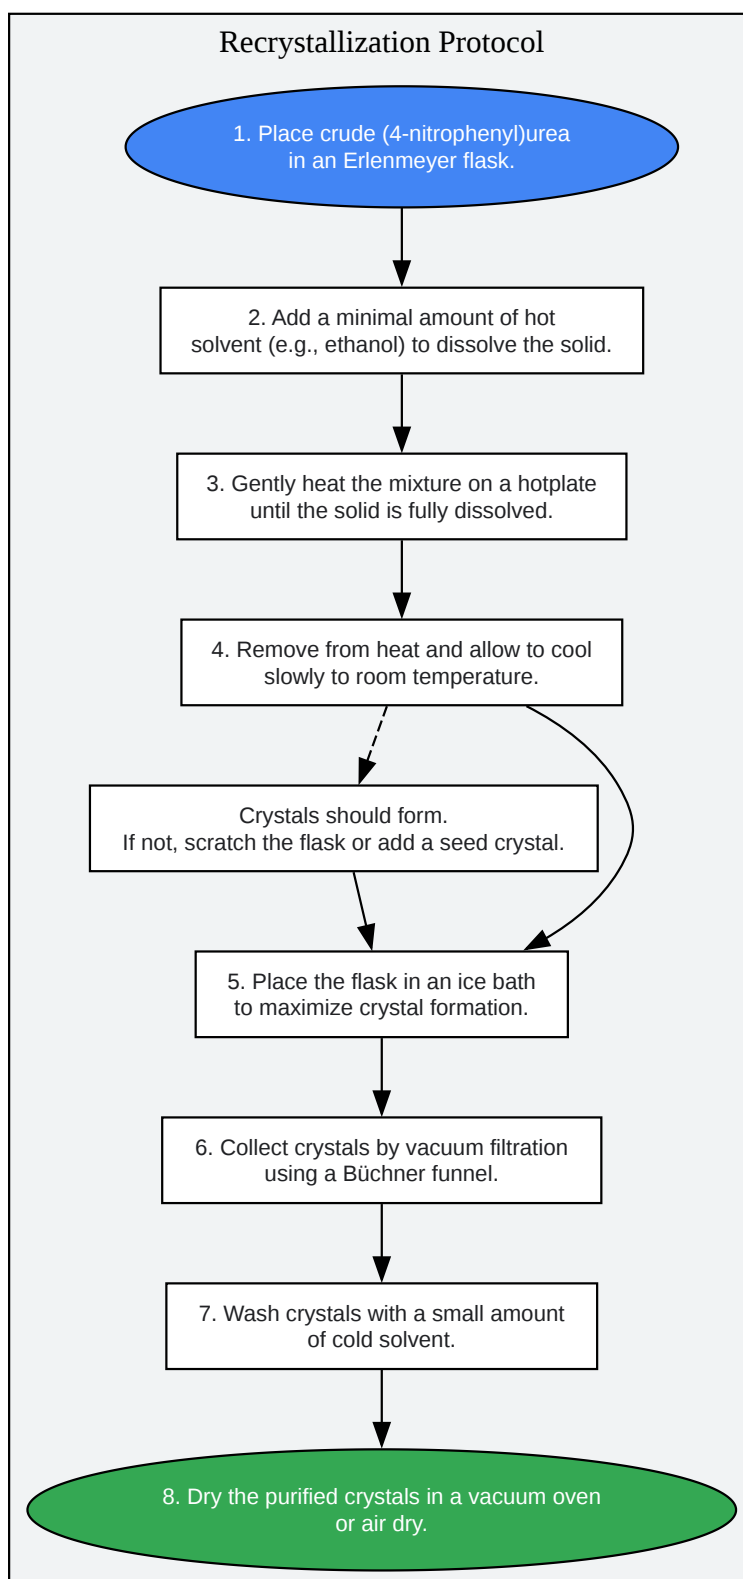 Recrystallization Protocol
1. Place crude (4-nitrophenyl)urea
in an Erlenmeyer flask.
2. Add a minimal amount of hot
solvent (e.g., ethanol) to dissolve the solid.
3. Gently heat the mixture on a hotplate
until the solid is fully dissolved.
4. Remove from heat and allow to cool
slowly to room temperature.
Crystals should form.
If not, scratch the flask or add a seed crystal.
5. Place the flask in an ice bath
to maximize crystal formation.
6. Collect crystals by vacuum filtration
using a Büchner funnel.
7. Wash crystals with a small amount
of cold solvent.
8. Dry the purified crystals in a vacuum oven
or air dry.